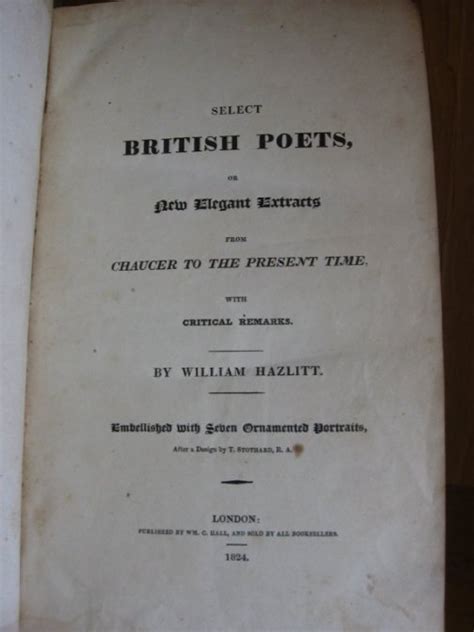 SELECT
BRITISH POETS,
OR
New Elegant Extracts
FROM
CHAUCER TO THE PRESENT TIME.
WITH
CRITICAL REMARKS.
BY WILLIAM HAZLITT.
Embellished with Seven Ornamented Portraits,
After a Design by T. STOTHARD, R. A.
LONDON:
PUBLISHED BY WM. C. HALL, AND SOLD BY ALL BOOKSELLERS.
1824.